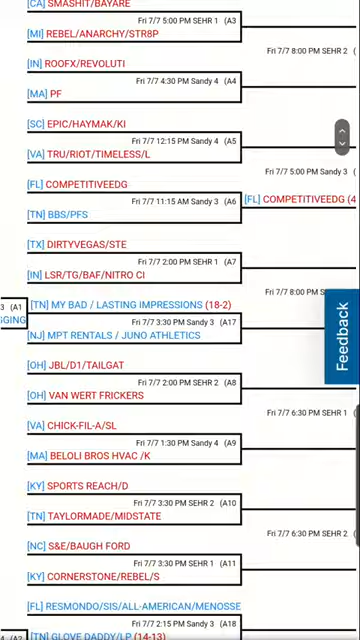 [CA] SMASHIT/BAYARE
Fri 7/7 5:00 PM SEHR 1 (A3
[MI] REBEL/ANARCHY/STR8P
Fri 7/7 8:00 PM SEHR 2 (
[IN] ROOFX/REVOLUTI
Fri 7/7 4:30 PM Sandy 4 (A4
[MA] PF
[SC] EPIC/HAYMAK/KI
Fri 7/7 12:15 PM Sandy 4 (A5
[VA] TRU/RIOT/TIMELESS/L
Fri 7/7 5:00 PM Sandy 3 (
[FL] COMPETITIVEEDG
Fri 7/7 11:15 AM Sandy 3 (A6
[FL] COMPETITIVEEDG (4
[TN] BBS/PFS
[TX] DIRTYVEGAS/STE
Fri 7/7 2:00 PM SEHR 1 (A7
[IN] LSR/TG/BAF/NITRO CI
Fri 7/7 8:00 PM S
3 (A1
[TN] MY BAD / LASTING IMPRESSIONS (18-2)
GGING
Fri 7/7 3:30 PM Sandy 3 (A17
[NJ] MPT RENTALS / JUNO ATHLETICS
Feedback
[OH] JBL/D1/TAILGAT
Fri 7/7 2:00 PM SEHR 2 (A8
[OH] VAN WERT FRICKERS
Fri 7/7 6:30 PM SEHR 1 (
[VA] CHICK-FIL-A/SL
Fri 7/7 1:30 PM Sandy 4 (A9
[MA] BELOLI BROS HVAC /K
[KY] SPORTS REACH/D
Fri 7/7 3:30 PM SEHR 2 (A10
[TN] TAYLORMADE/MIDSTATE
Fri 7/7 6:30 PM SEHR 2 (
[NC] S&E/BAUGH FORD
Fri 7/7 3:30 PM SEHR 1 (A11
[KY] CORNERSTONE/REBEL/S
[FL] RESMONDO/SIS/ALL-AMERICAN/MENOSSE
Fri 7/7 2:15 PM Sandy 3 (A18
4 (A2
[TN] GLOVE DADDY/LP (14-13)